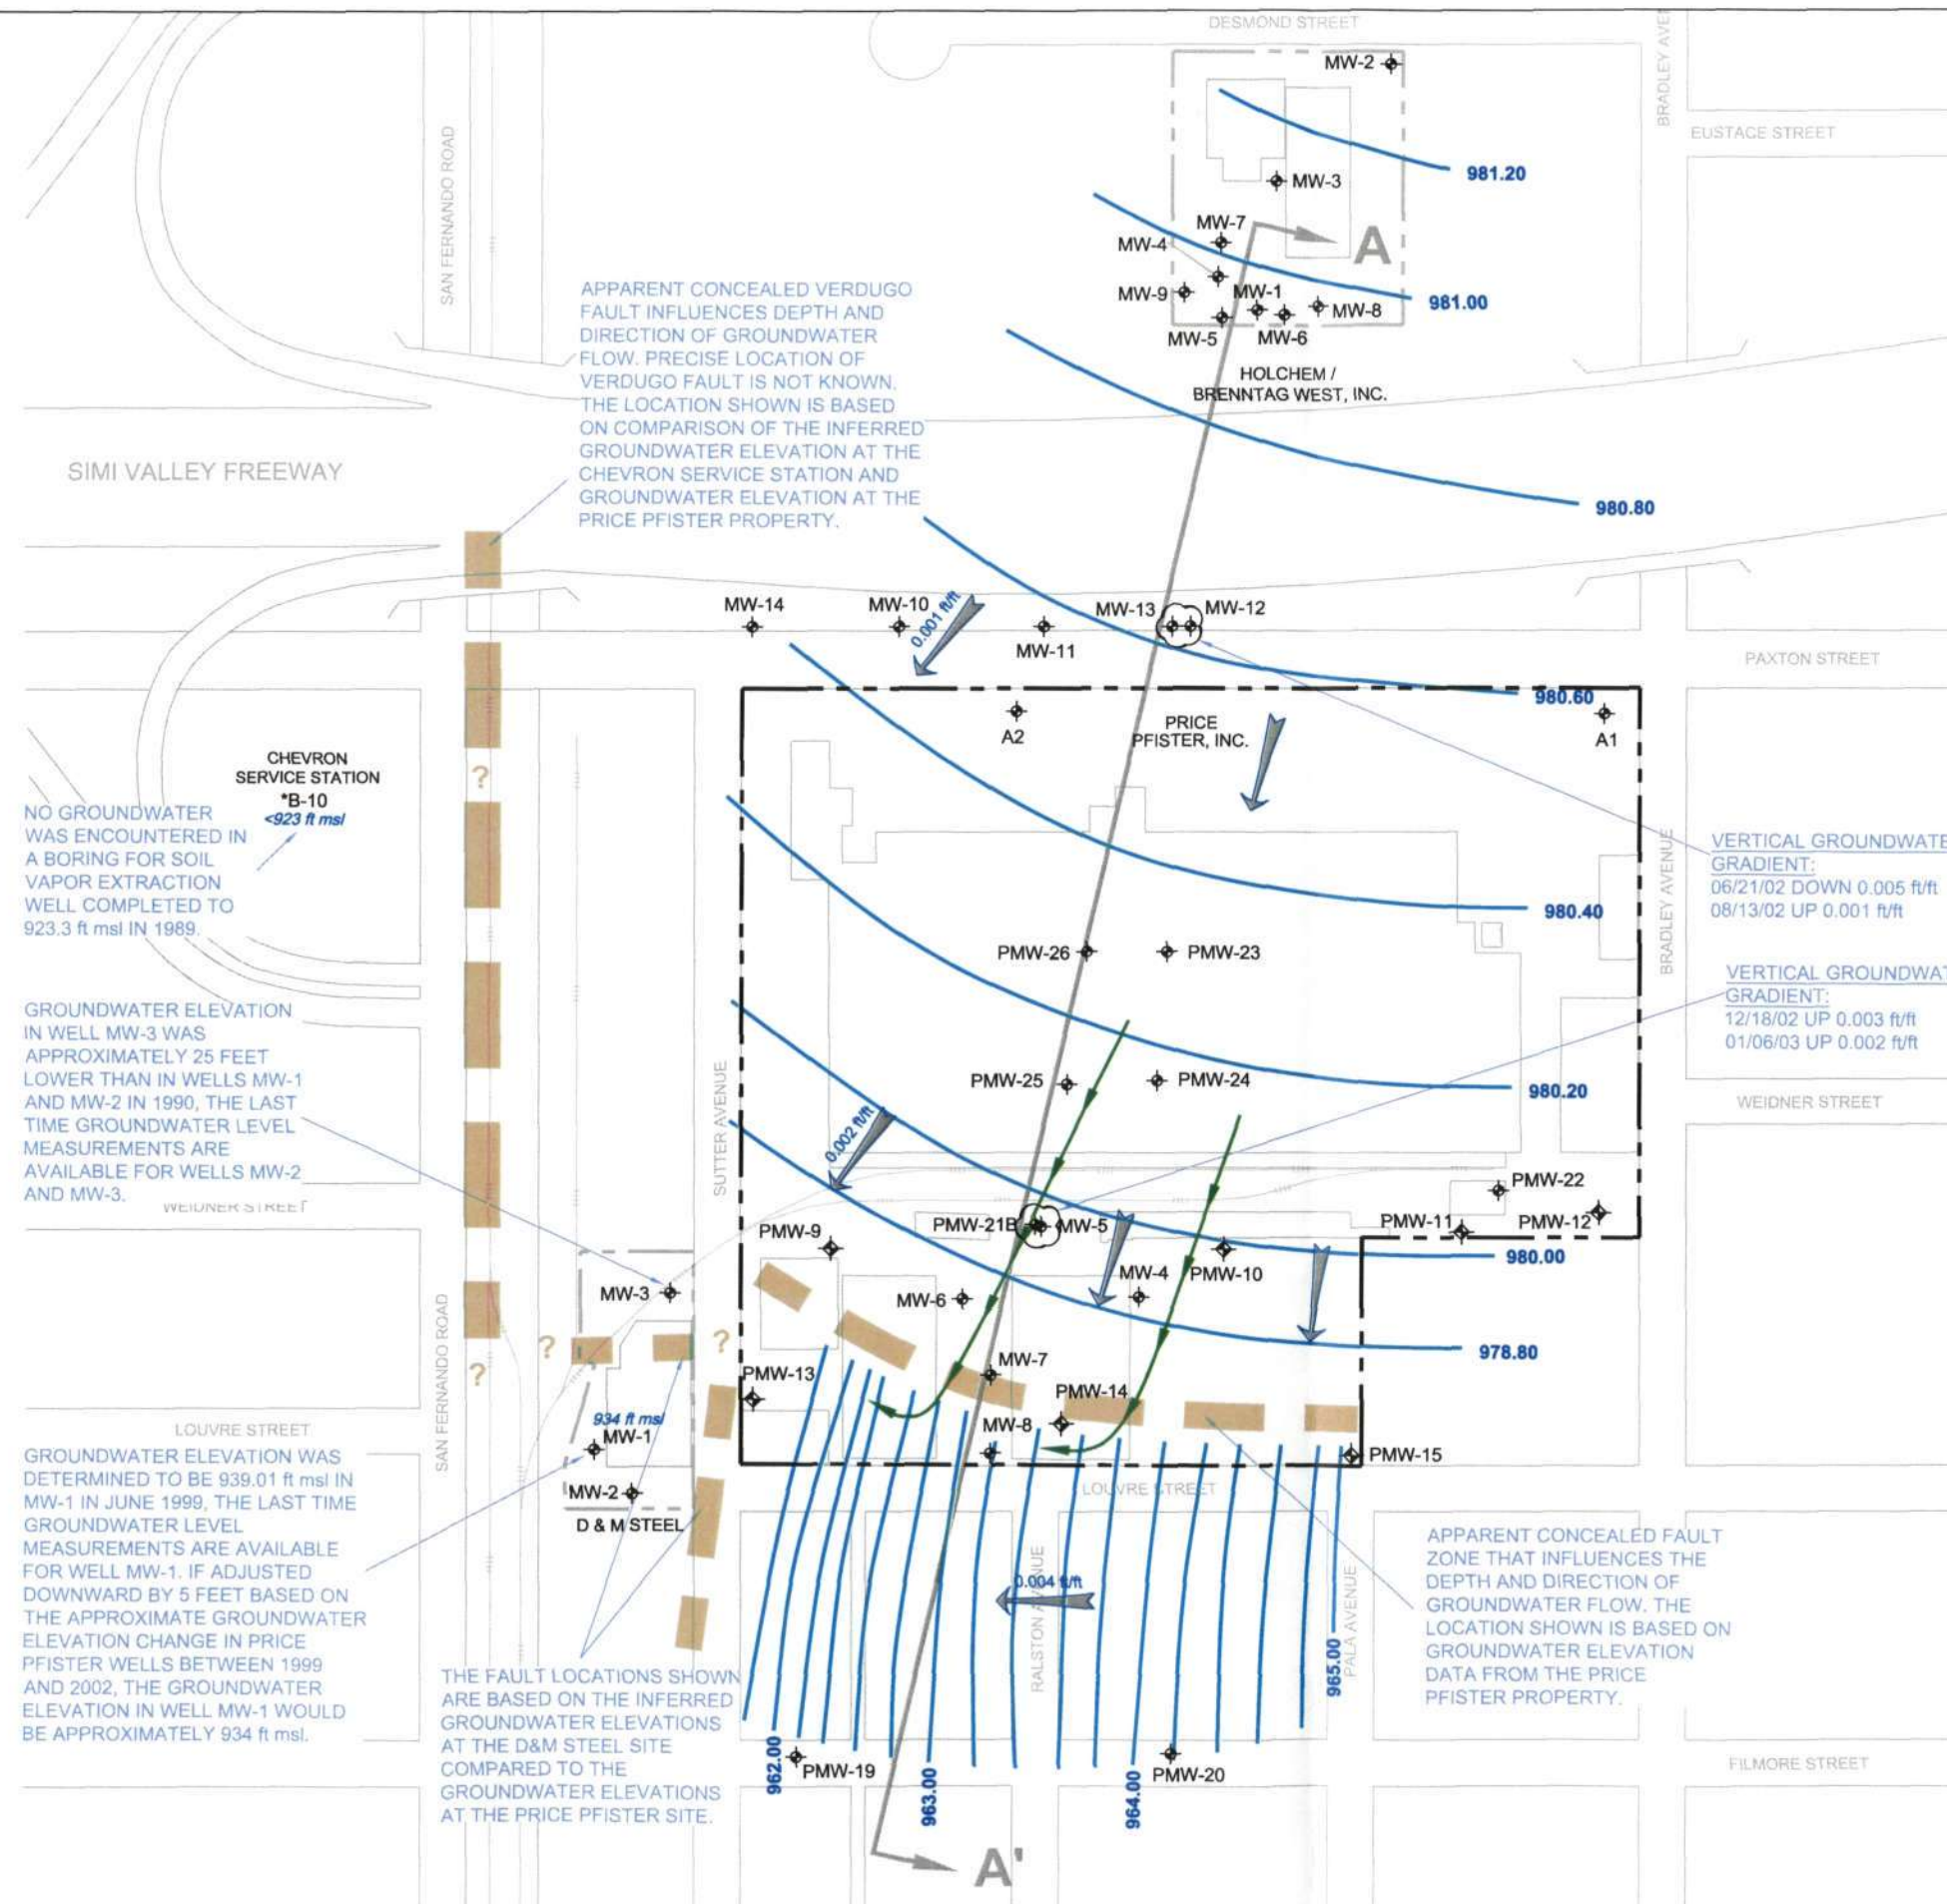 DESMOND STREET
MW-2
BRADLEY AVE
EUSTACE STREET
981.20
MW-3
SAN FERNANDO ROAD
MW-7
MW-4
A
MW-9
MW-1
MW-8
981.00
MW-5
MW-6
APPARENT CONCEALED VERDUGO
FAULT INFLUENCES DEPTH AND
DIRECTION OF GROUNDWATER
FLOW. PRECISE LOCATION OF
VERDUGO FAULT IS NOT KNOWN.
THE LOCATION SHOWN IS BASED
ON COMPARISON OF THE INFERRED
GROUNDWATER ELEVATION AT THE
CHEVRON SERVICE STATION AND
GROUNDWATER ELEVATION AT THE
PRICE PFISTER PROPERTY.
HOLCHEM /
BRENNTAG WEST, INC.
SIMI VALLEY FREEWAY
980.80
MW-14
MW-10
0.001 ft/ft
MW-11
MW-13
MW-12
PAXTON STREET
980.60
A2
PRICE
PFISTER, INC.
A1
CHEVRON
SERVICE STATION
*B-10
<923 ft msl
?
NO GROUNDWATER
WAS ENCOUNTERED IN
A BORING FOR SOIL
VAPOR EXTRACTION
WELL COMPLETED TO
923.3 ft msl IN 1989.
VERTICAL GROUNDWATE
GRADIENT:
06/21/02 DOWN 0.005 ft/ft
08/13/02 UP 0.001 ft/ft
BRADLEY AVENUE
980.40
PMW-26
PMW-23
VERTICAL GROUNDWAT
GRADIENT:
12/18/02 UP 0.003 ft/ft
01/06/03 UP 0.002 ft/ft
GROUNDWATER ELEVATION
IN WELL MW-3 WAS
APPROXIMATELY 25 FEET
LOWER THAN IN WELLS MW-1
AND MW-2 IN 1990, THE LAST
TIME GROUNDWATER LEVEL
MEASUREMENTS ARE
AVAILABLE FOR WELLS MW-2
AND MW-3.
WEIDNER STREET
SUTTER AVENUE
PMW-25
PMW-24
980.20
WEIDNER STREET
0.002 ft/ft
PMW-22
PMW-9
PMW-21B
MW-5
PMW-11
PMW-12
980.00
PMW-10
MW-3
MW-6
MW-4
SAN FERNANDO ROAD
?
?
?
978.80
MW-7
PMW-13
PMW-14
MW-8
PMW-15
LOUVRE STREET
934 ft msl
MW-1
MW-2
D & M STEEL
LOUVRE STREET
GROUNDWATER ELEVATION WAS
DETERMINED TO BE 939.01 ft msl IN
MW-1 IN JUNE 1999, THE LAST TIME
GROUNDWATER LEVEL
MEASUREMENTS ARE AVAILABLE
FOR WELL MW-1. IF ADJUSTED
DOWNWARD BY 5 FEET BASED ON
THE APPROXIMATE GROUNDWATER
ELEVATION CHANGE IN PRICE
PFISTER WELLS BETWEEN 1999
AND 2002, THE GROUNDWATER
ELEVATION IN WELL MW-1 WOULD
BE APPROXIMATELY 934 ft msl.
THE FAULT LOCATIONS SHOWN
ARE BASED ON THE INFERRED
GROUNDWATER ELEVATIONS
AT THE D&M STEEL SITE
COMPARED TO THE
GROUNDWATER ELEVATIONS
AT THE PRICE PFISTER SITE.
RALSTON AVENUE
0.004 ft/ft
PALA AVENUE
965.00
APPARENT CONCEALED FAULT
ZONE THAT INFLUENCES THE
DEPTH AND DIRECTION OF
GROUNDWATER FLOW. THE
LOCATION SHOWN IS BASED ON
GROUNDWATER ELEVATION
DATA FROM THE PRICE
PFISTER PROPERTY.
962.00
PMW-19
963.00
964.00
PMW-20
FILMORE STREET
A'